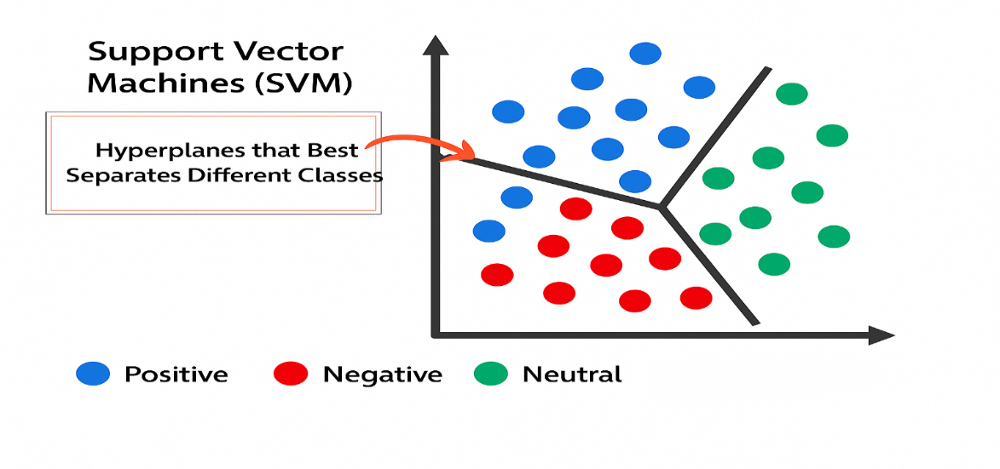 Support Vector
Machines (SVM)
Hyperplanes that Best
Separates Different Classes
Positive
Negative
Neutral